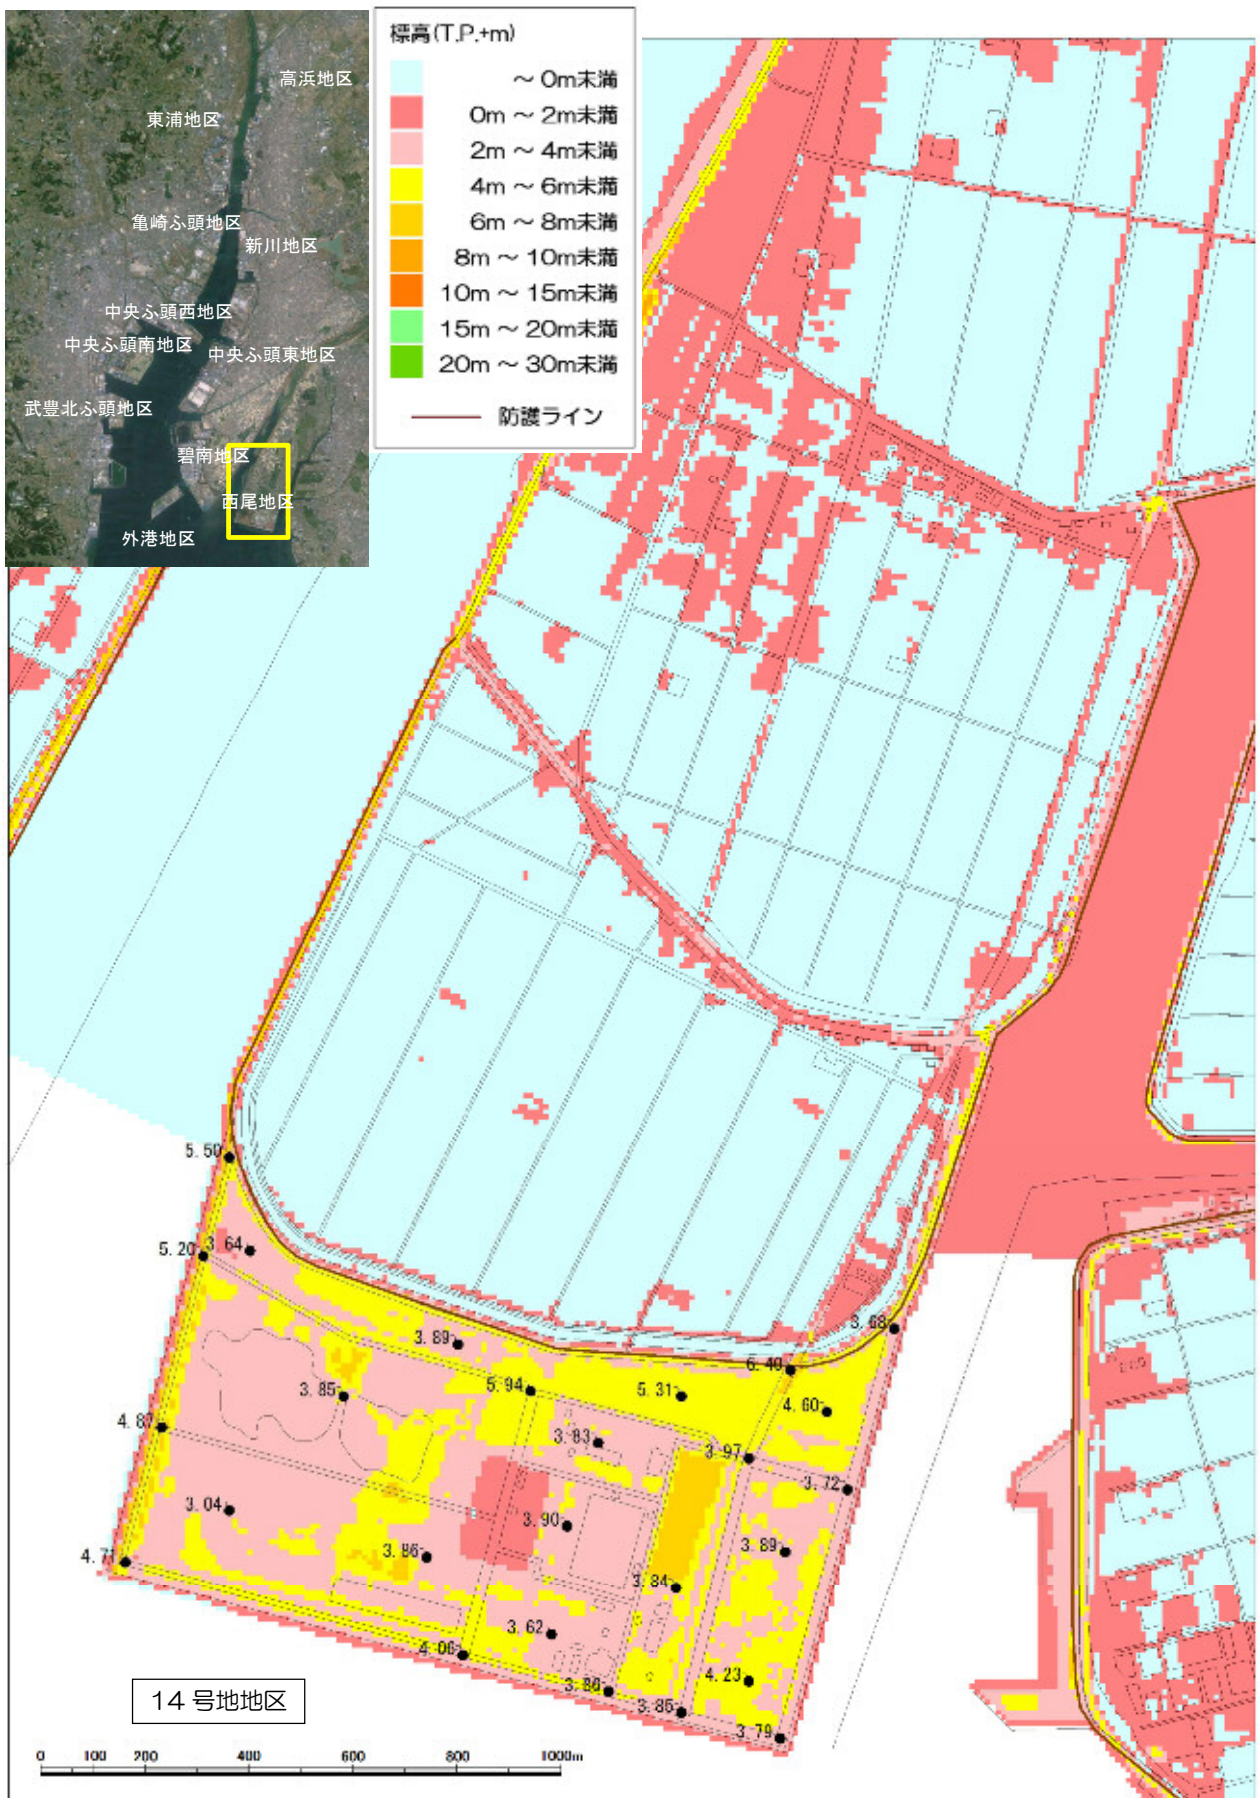 高浜地区
東浦地区
亀崎ふ頭地区
新川地区
中央ふ頭西地区
中央ふ頭南地区
中央ふ頭東地区
武豊北ふ頭地区
碧南地区
西尾地区
外港地区
標高(T.P.+m)
～ 0m未満
0m ～ 2m未満
2m ～ 4m未満
4m ～ 6m未満
6m ～ 8m未満
8m ～ 10m未満
10m ～ 15m未満
15m ～ 20m未満
20m ～ 30m未満
防護ライン
5.50
5.20
3.64
3.89
3.68
6.40
3.85
5.94
5.31
4.60
4.87
3.83
3.97
3.72
3.04
3.90
3.86
3.89
4.71
3.84
3.62
4.06
4.23
3.86
3.85
3.79
14 号地地区
0 100 200 400 600 800 1000m